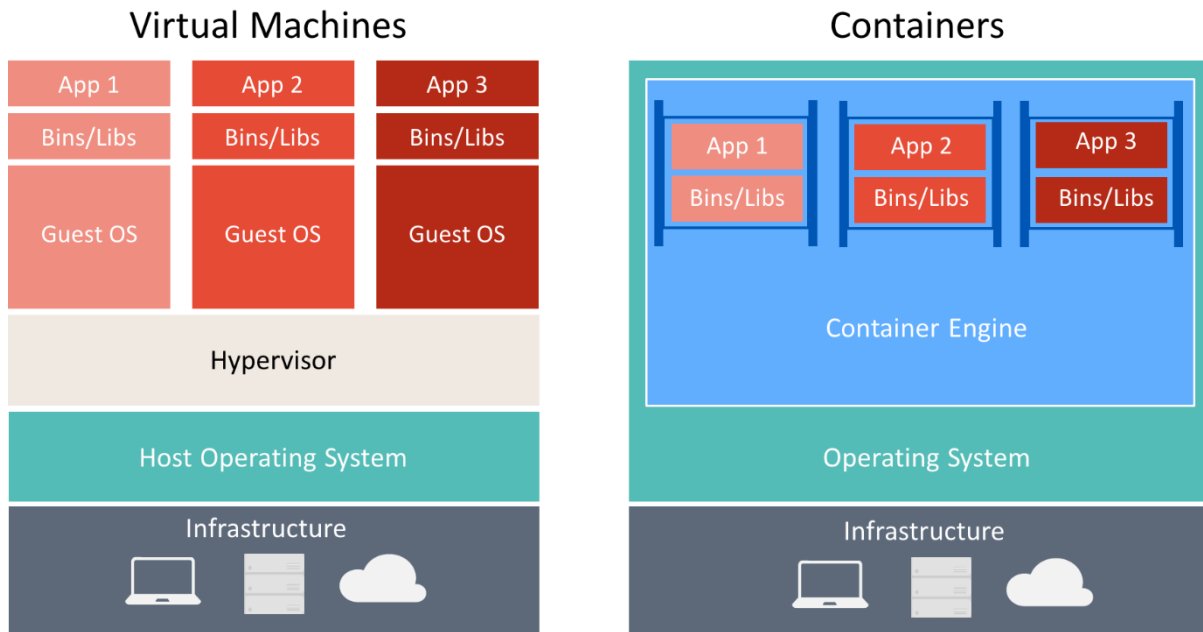 Virtual Machines
App 1
App 2
App 3
Bins/Libs
Bins/Libs
Bins/Libs
Guest OS
Guest OS
Guest OS
Hypervisor
Host Operating System
Infrastructure
Containers
App 1
App 2
App 3
Bins/Libs
Bins/Libs
Bins/Libs
Container Engine
Operating System
Infrastructure